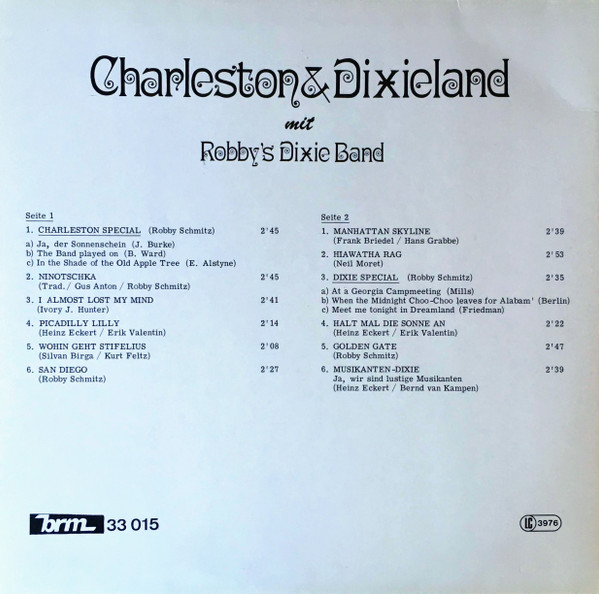 Charleston & Dixieland
mit
Robby's Dixie Band
Seite 1
1. CHARLESTON SPECIAL (Robby Schmitz) 2'45
a) Ja, der Sonnenschein (J. Burke)
b) The Band played on (B. Ward)
c) In the Shade of the Old Apple Tree (E. Alstyne)
2. NINOTSCHKA 2'45
(Trad./ Gus Anton / Robby Schmitz)
3. I ALMOST LOST MY MIND 2'41
(Ivory J. Hunter)
4. PICADILLY LILLY 2'14
(Heinz Eckert / Erik Valentin)
5. WOHIN GEHT STIFELIUS 2'08
(Silvan Birga / Kurt Feltz)
6. SAN DIEGO 2'27
(Robby Schmitz)
Seite 2
1. MANHATTAN SKYLINE 2'39
(Frank Briedel / Hans Grabbe)
2. HIAWATHA RAG 2'53
(Neil Moret)
3. DIXIE SPECIAL (Robby Schmitz) 2'35
a) At a Georgia Campmeeting (Mills)
b) When the Midnight Choo-Choo leaves for Alabam' (Berlin)
c) Meet me tonight in Dreamland (Friedman)
4. HALT MAL DIE SONNE AN 2'22
(Heinz Eckert / Erik Valentin)
5. GOLDEN GATE 2'47
(Robby Schmitz)
6. MUSIKANTEN-DIXIE 2'39
Ja, wir sind lustige Musikanten
(Heinz Eckert / Bernd van Kampen)
brm 33 015
LC 3976